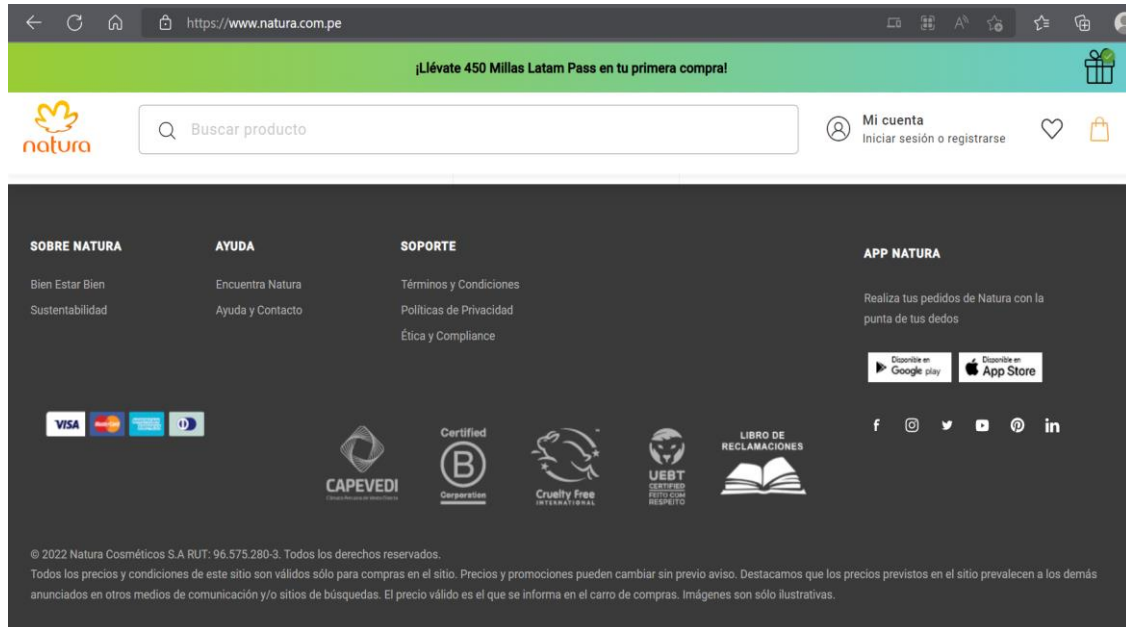 https://www.natura.com.pe
¡Llévate 450 Millas Latam Pass en tu primera compra!
natura
Buscar producto
Mi cuenta
Iniciar sesión o registrarse
SOBRE NATURA
Bien Estar Bien
Sustentabilidad
AYUDA
Encuentra Natura
Ayuda y Contacto
SOPORTE
Términos y Condiciones
Políticas de Privacidad
Ética y Compliance
APP NATURA
Realiza tus pedidos de Natura con la
punta de tus dedos
Disponible en
Google play
Disponible en
App Store
VISA
CAPEVEDI
Certified
B
Corporation
Cruelty Free
INTERNATIONAL
UEBT
CERTIFIED
FEITO COM
RESPEITO
LIBRO DE
RECLAMACIONES
© 2022 Natura Cosméticos S.A RUT: 96.575.280-3. Todos los derechos reservados.
Todos los precios y condiciones de este sitio son válidos sólo para compras en el sitio. Precios y promociones pueden cambiar sin previo aviso. Destacamos que los precios previstos en el sitio prevalecen a los demás
anunciados en otros medios de comunicación y/o sitios de búsquedas. El precio válido es el que se informa en el carro de compras. Imágenes son sólo ilustrativas.